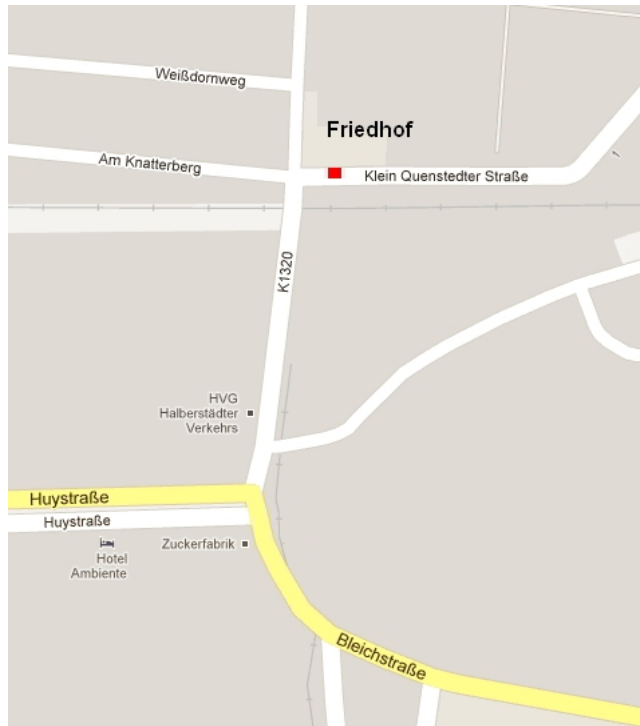 Weißdornweg
Friedhof
Am Knatterberg
Klein Quenstedter Straße
K1320
HVG
Halberstädter
Verkehrs
Huystraße
Huystraße
Zuckerfabrik
Hotel
Ambiente
Bleichstraße